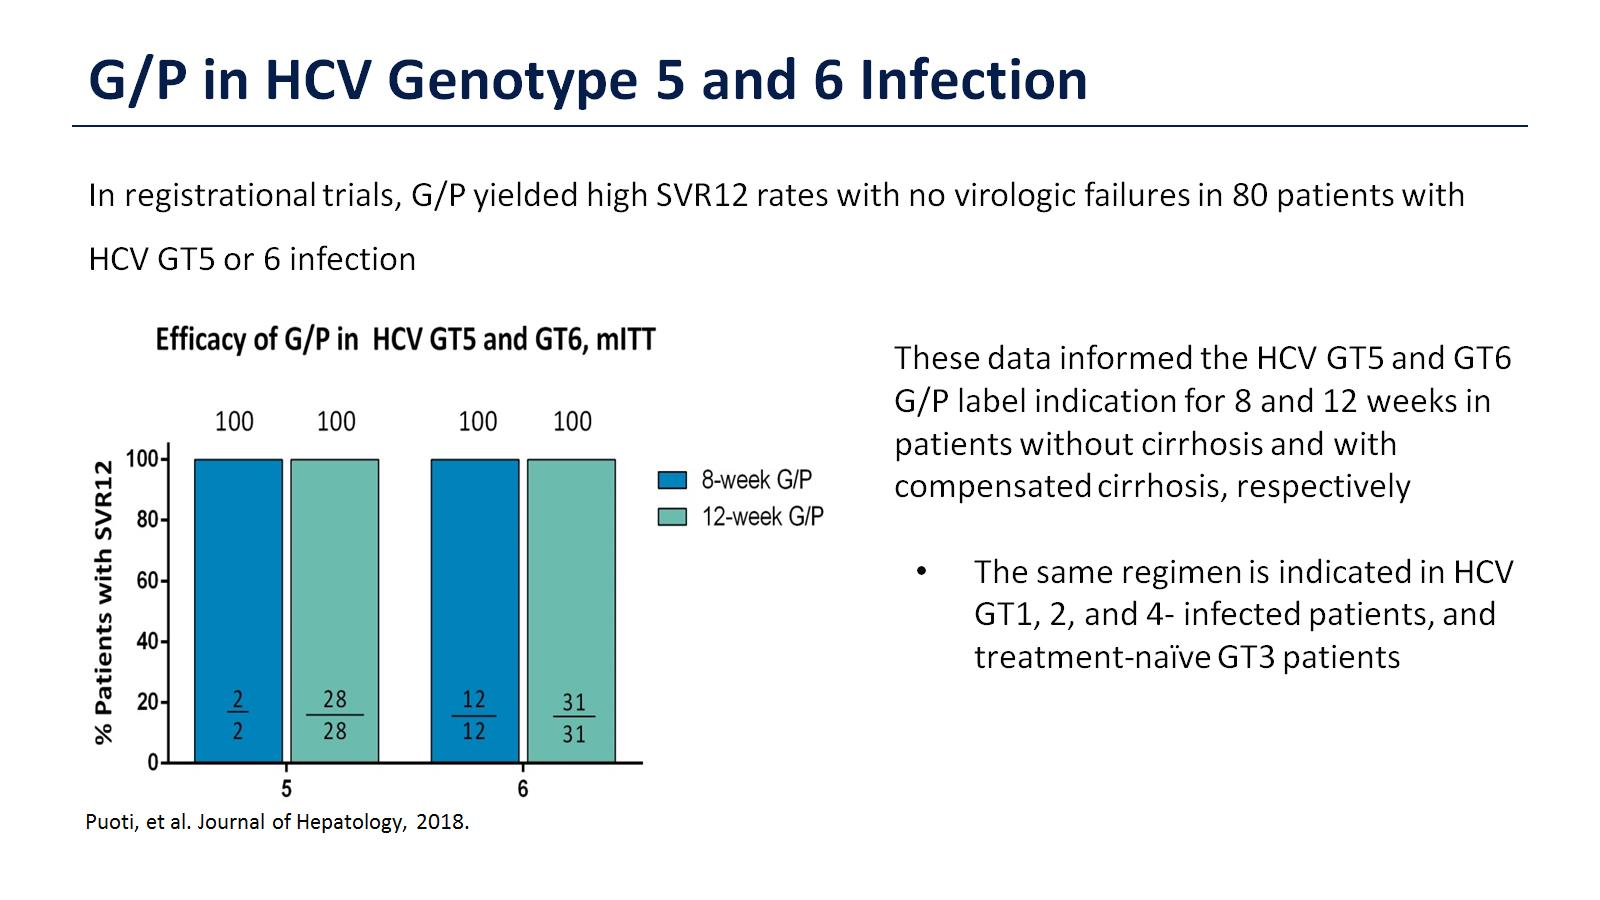 G/P in HCV Genotype 5 and 6 Infection
In registrational trials, G/P yielded high SVR12 rates with no virologic failures in 80 patients with
HCV GT5 or 6 infection
Efficacy of G/P in HCV GT5 and GT6, mITT
100 100 100 100
% Patients with SVR12
100
80
60
40
20
0
2
2
28
28
12
12
31
31
5 6
8-week G/P
12-week G/P
Puoti, et al. Journal of Hepatology, 2018.
These data informed the HCV GT5 and GT6
G/P label indication for 8 and 12 weeks in
patients without cirrhosis and with
compensated cirrhosis, respectively
• The same regimen is indicated in HCV
GT1, 2, and 4- infected patients, and
treatment-naïve GT3 patients